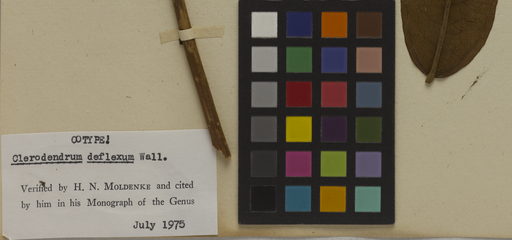 COTYPE!
Clerodendrum deflexum Wall.
Verified by H. N. MOLDENKE and cited
by him in his Monograph of the Genus
July 1975